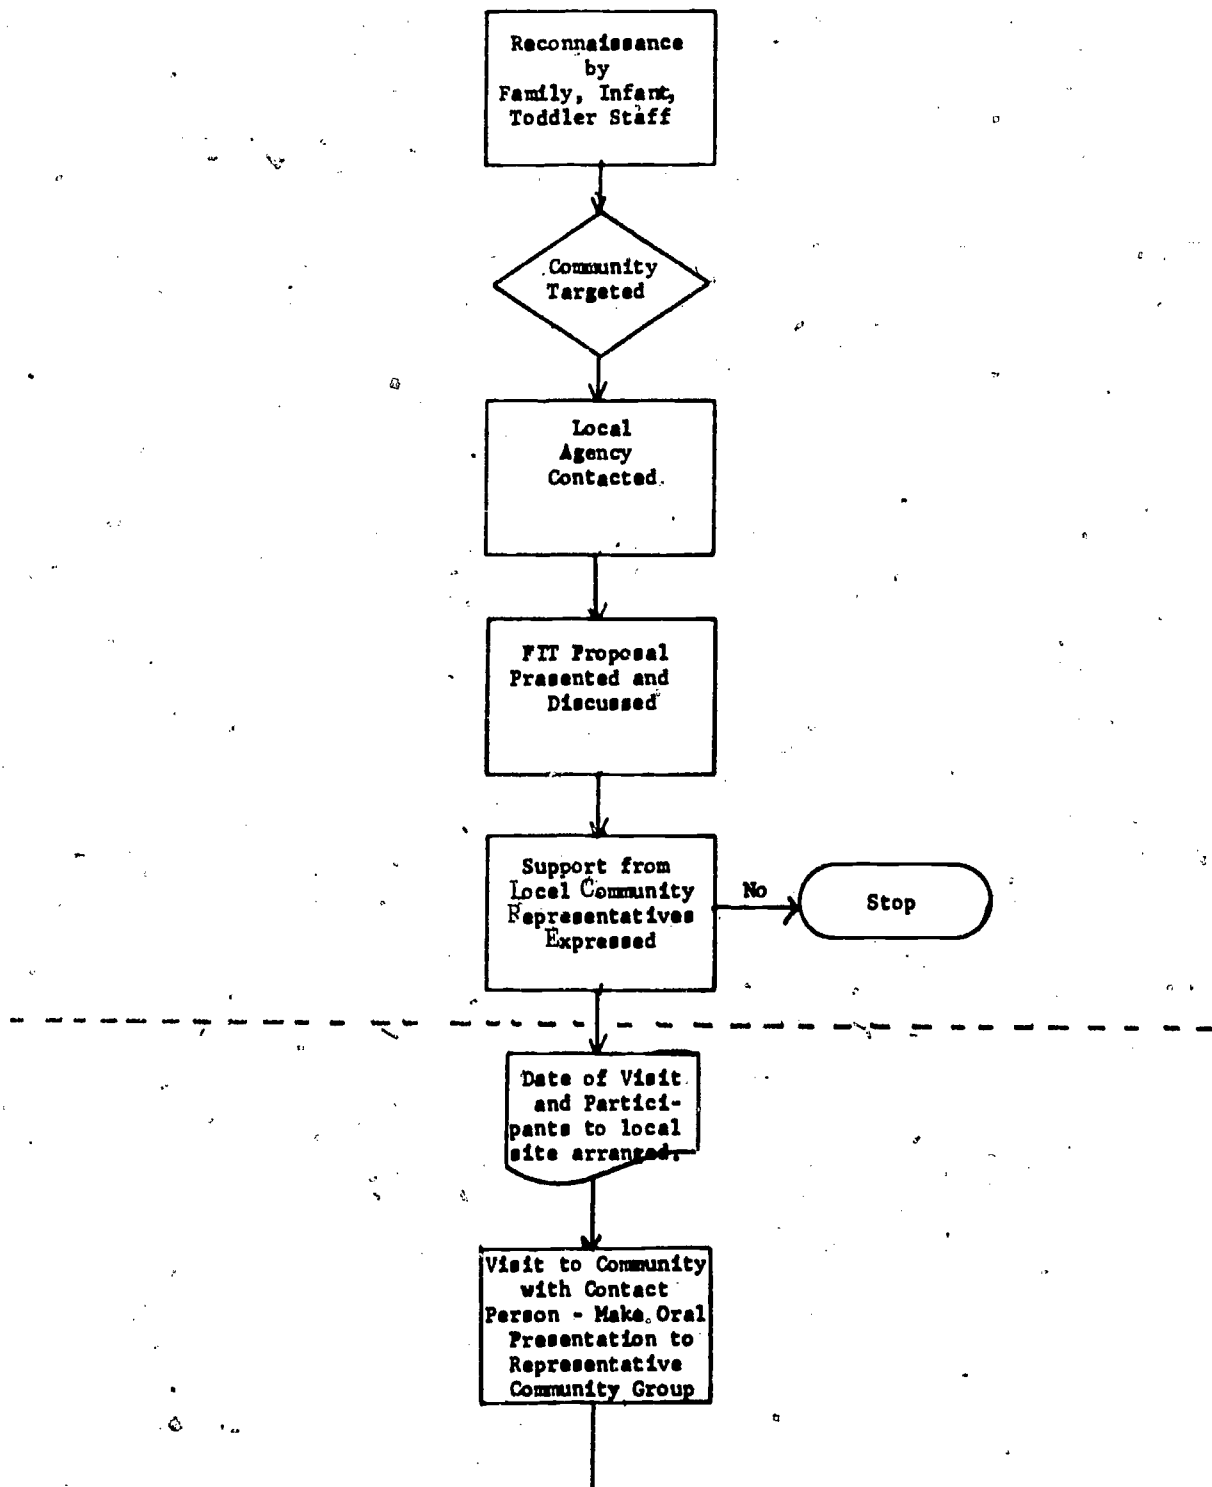 Reconnaissance
by
Family, Infant,
Toddler Staff
Community
Targeted
Local
Agency
Contacted.
FIT Proposal
Prasented and
Discussed
Support from
Local Community
Representatives
Expressed
No
Stop
Date of Visit
and Partici-
pants to local
site arranged.
Visit to Community
with Contact
Person - Make Oral
Presentation to
Representative
Community Group